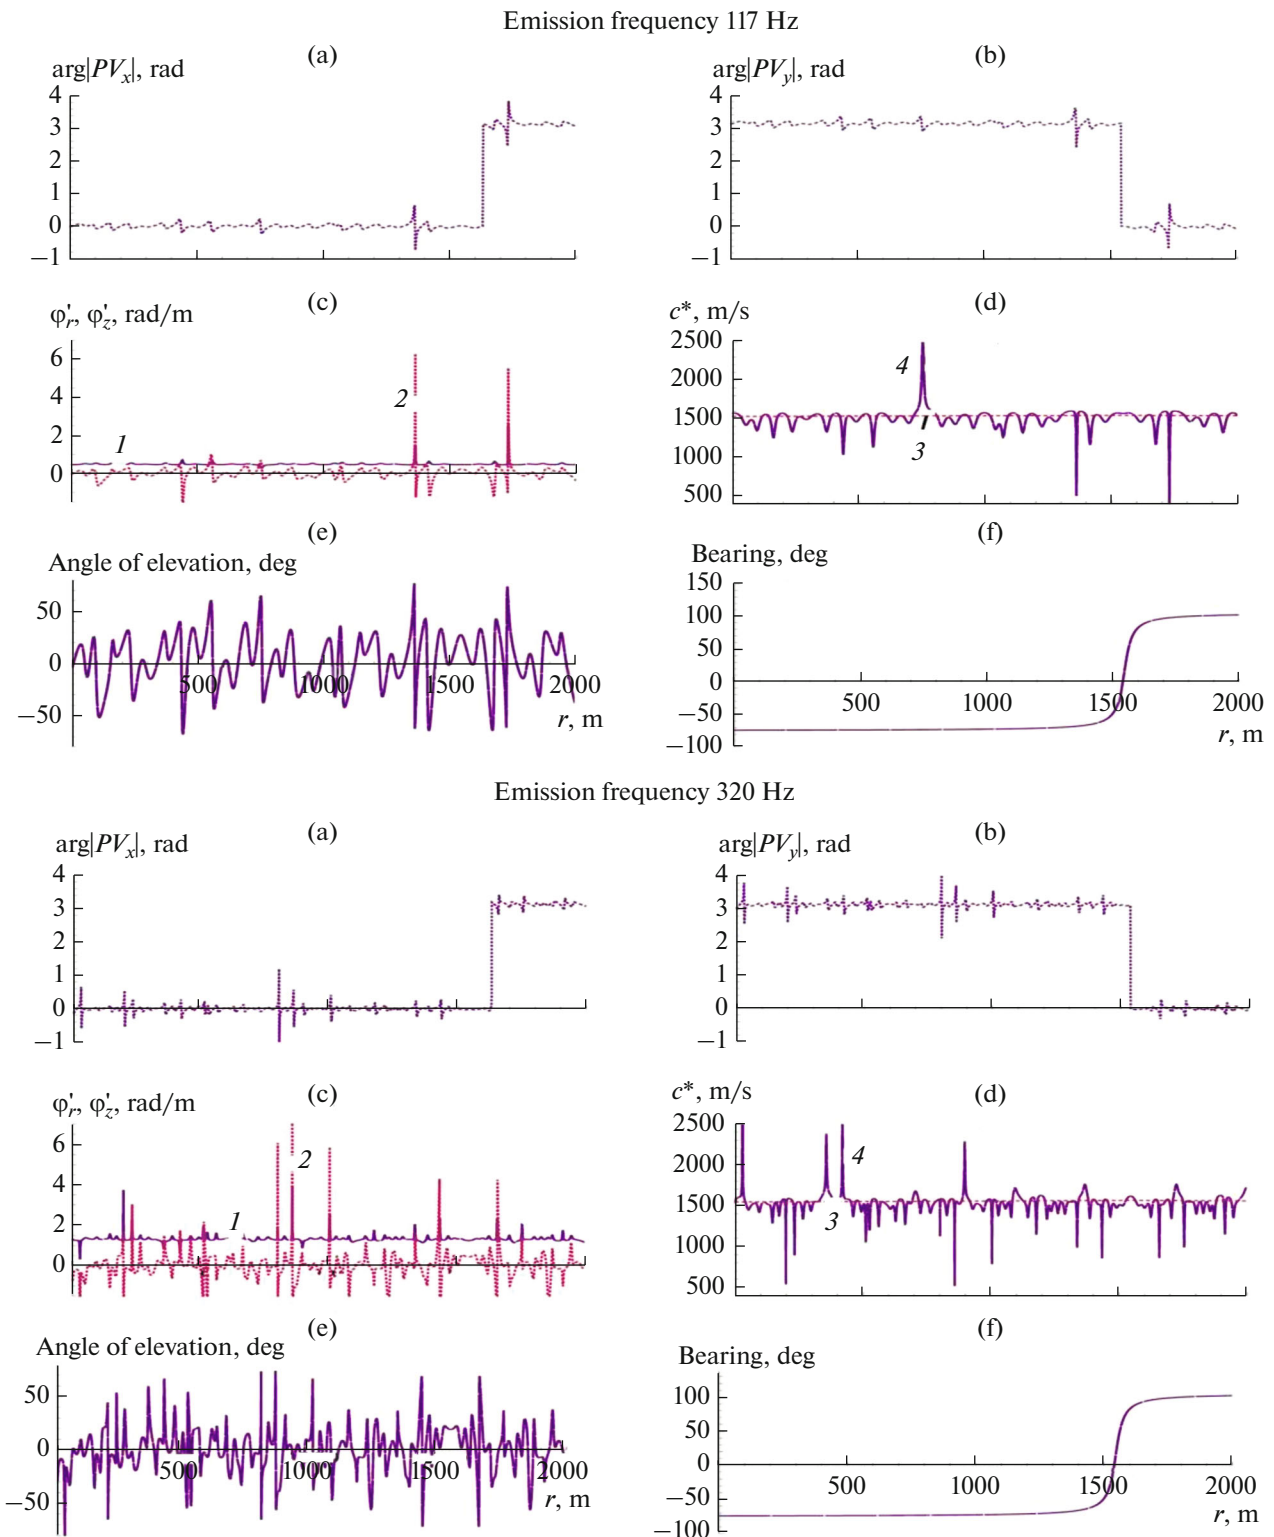 Emission frequency 117 Hz
(a) (b)
arg|PVx|, rad arg|PVy|, rad
4 4
3 3
2 2
1 1
0 0
−1 −1
(c) (d)
φ′r, φ′z, rad/m c*, m/s
6 2500
4 2 4 2000
2 1 1500
0 3 1000
500
(e) (f)
Angle of elevation, deg Bearing, deg
50 150
0 100
−50 50
500 1000 1500 2000 0
r, m −50
−100
500 1000 1500 2000
r, m
Emission frequency 320 Hz
(a) (b)
arg|PVx|, rad arg|PVy|, rad
4 4
3 3
2 2
1 1
0 0
−1 −1
(c) (d)
φ′r, φ′z, rad/m c*, m/s
6 2 2500
4 4 2000
2 1 1500
0 3 1000
500
(e) (f)
Angle of elevation, deg Bearing, deg
50 100
0 50
−50 0
500 1000 1500 2000 −50
r, m −100
500 1000 1500 2000
r, m